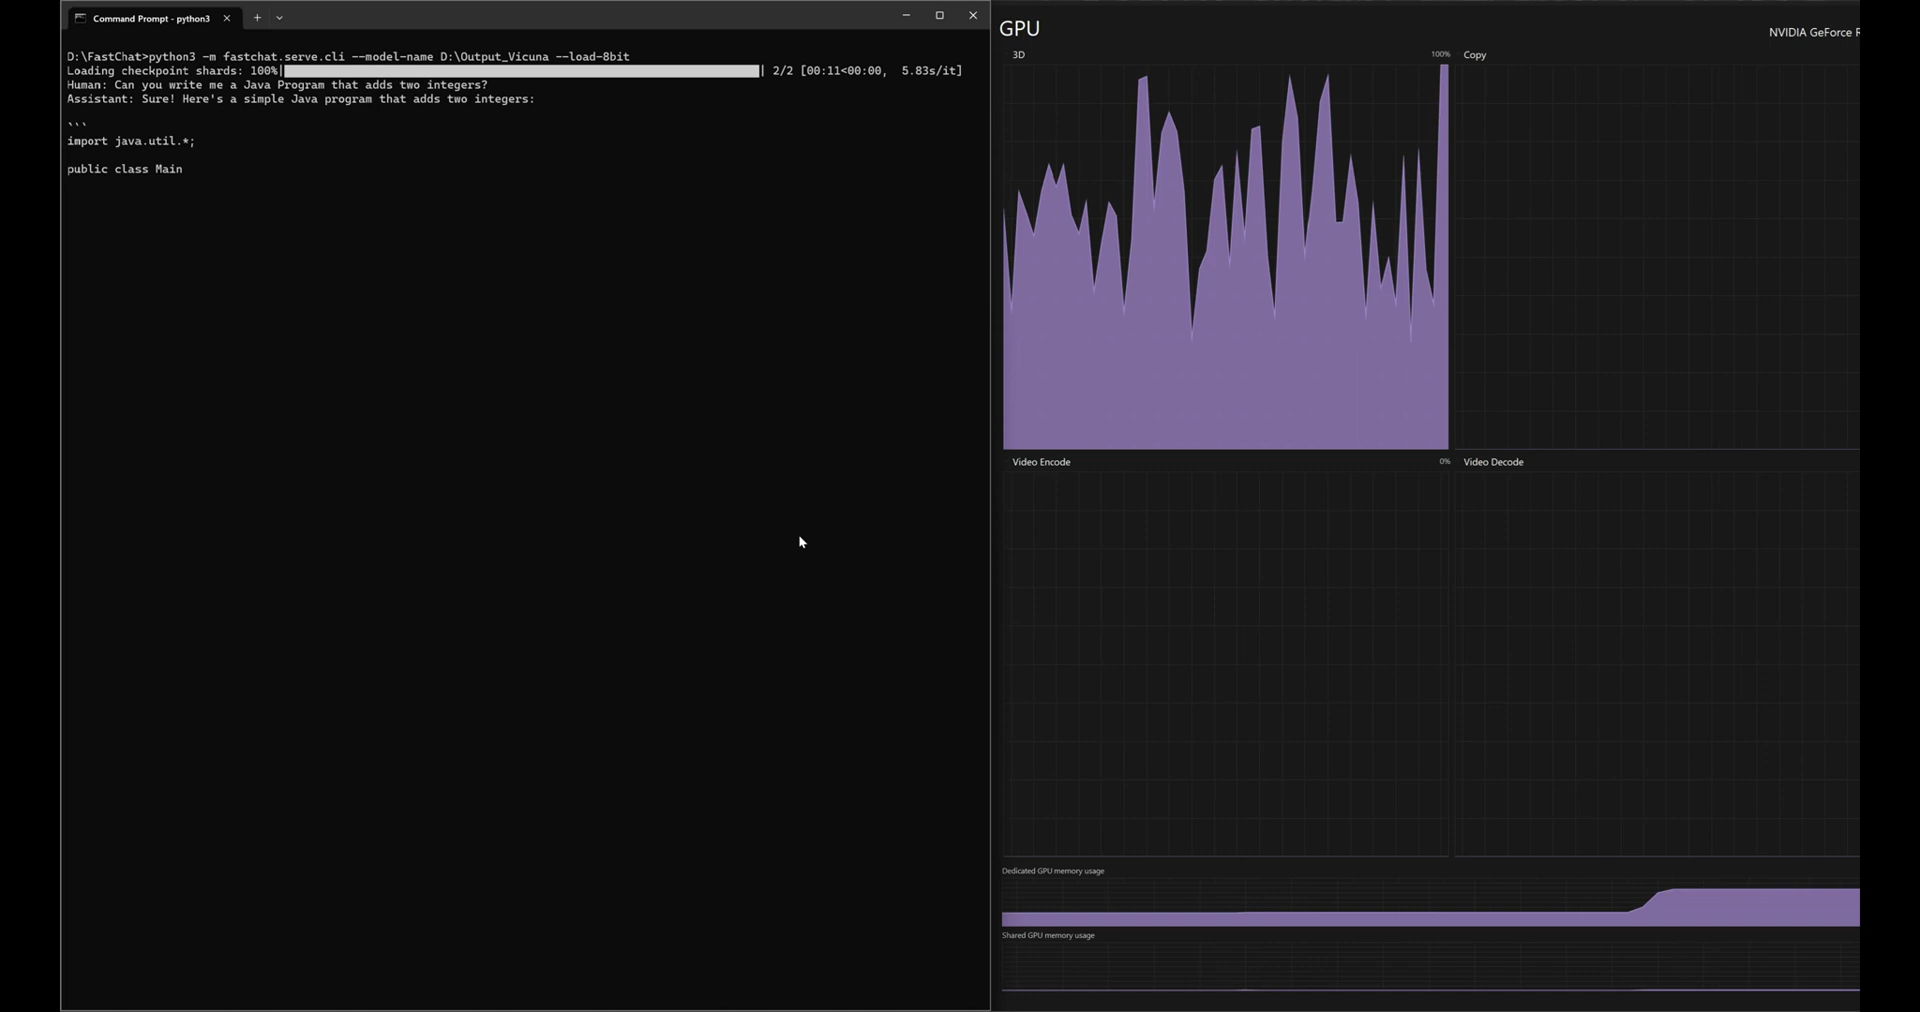 Command Prompt - python3
D:\FastChat>python3 -m fastchat.serve.cli --model-name D:\Output_Vicuna --load-8bit
Loading checkpoint shards: 100%| | 2/2 [00:11<00:00, 5.83s/it]
Human: Can you write me a Java Program that adds two integers?
Assistant: Sure! Here's a simple Java program that adds two integers:
```
import java.util.*;
public class Main
GPU
NVIDIA GeForce
3D 100%
Copy
Video Encode 0%
Video Decode
Dedicated GPU memory usage
Shared GPU memory usage